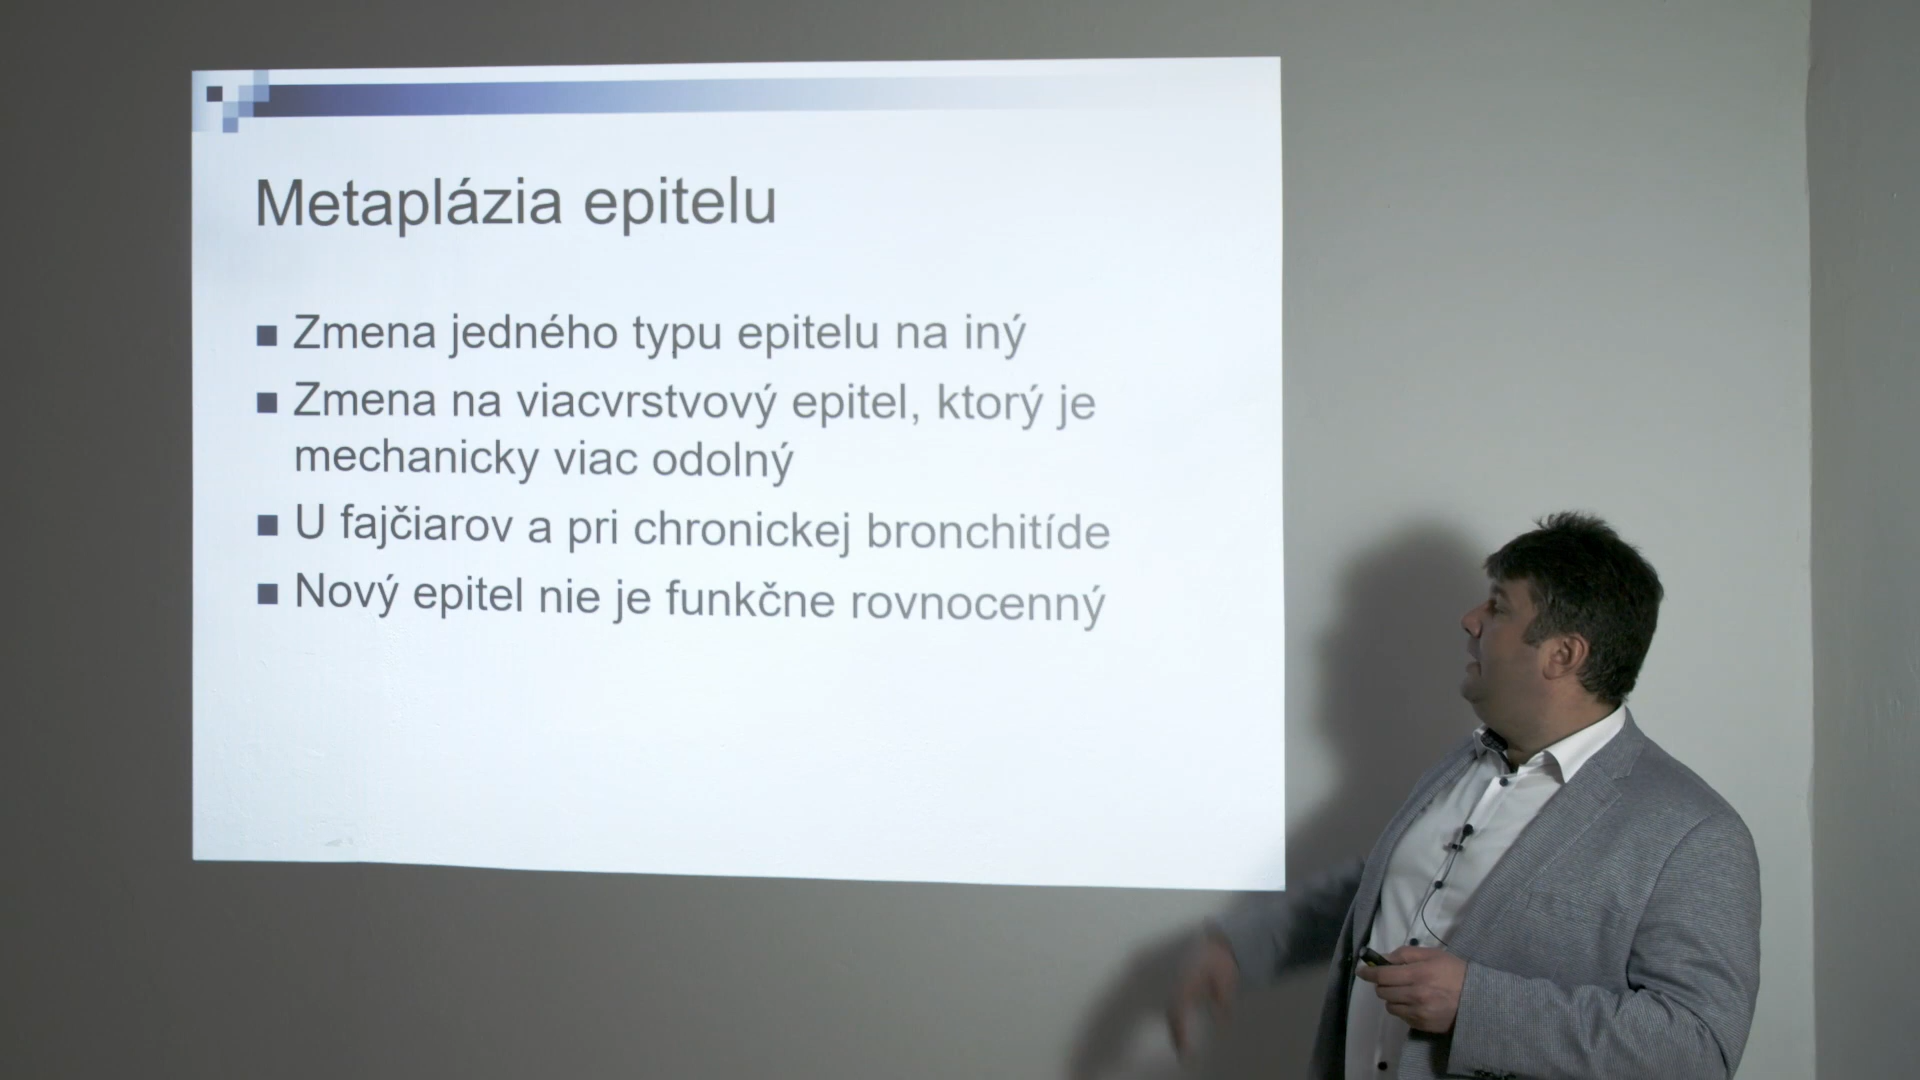 Metaplázia epitelu
Zmena jedného typu epitelu na iný
Zmena na viacvrstvový epitel, ktorý je
mechanicky viac odolný
U fajčiarov a pri chronickej bronchitíde
Nový epitel nie je funkčne rovnocenný